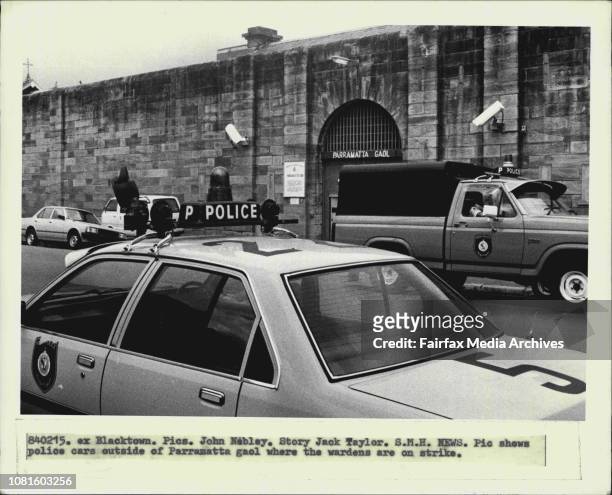 PARRAMATTA GAOL
P POLICE
P POLICE
5
gettyimages
Credit: Fairfax Media Archives
840215. ex Blacktown. Pics. John Nobley. Story Jack Taylor. S.M.H. NEWS. Pic shows
police cars outside of Parramatta gaol where the wardens are on strike.
1081603256